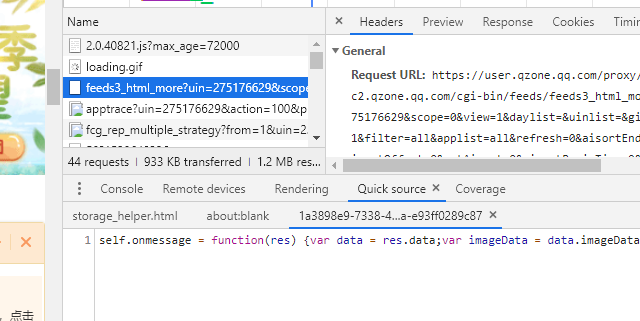 Name
2.0.40821.js?max_age=72000
loading.gif
feeds3_html_more?uin=275176629&scope
apptrace?uin=275176629&action=100&p
fcg_rep_multiple_strategy?from=1&uin=2
44 requests 933 KB transferred 1.2 MB res...
Headers Preview Response Cookies Timing
General
Request URL: https://user.qzone.qq.com/proxy/
c2.qzone.qq.com/cgi-bin/feeds/feeds3_html_mo
75176629&scope=0&view=1&daylist=&uinlist=&gi
1&filter=all&applist=all&refresh=0&aisortEnd
Console Remote devices Rendering Quick source Coverage
storage_helper.html about:blank 1a3898e9-7338-4...a-e93ff0289c87
1 self.onmessage = function(res) {var data = res.data;var imageData = data.imageData
季
望
点击